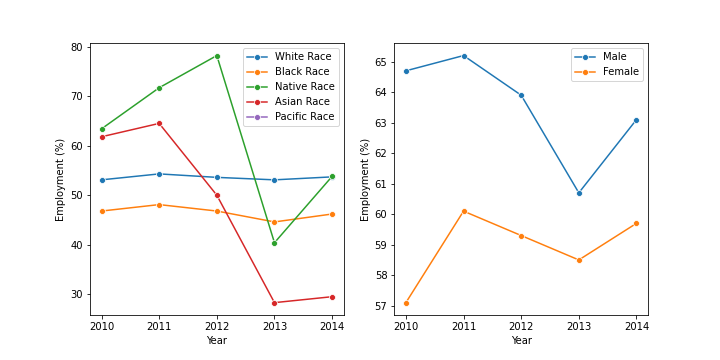 80
70
60
50
40
30
Employment (%)
2010 2011 2012 2013 2014
Year
White Race
Black Race
Native Race
Asian Race
Pacific Race
65
64
63
62
61
60
59
58
57
Employment (%)
2010 2011 2012 2013 2014
Year
Male
Female